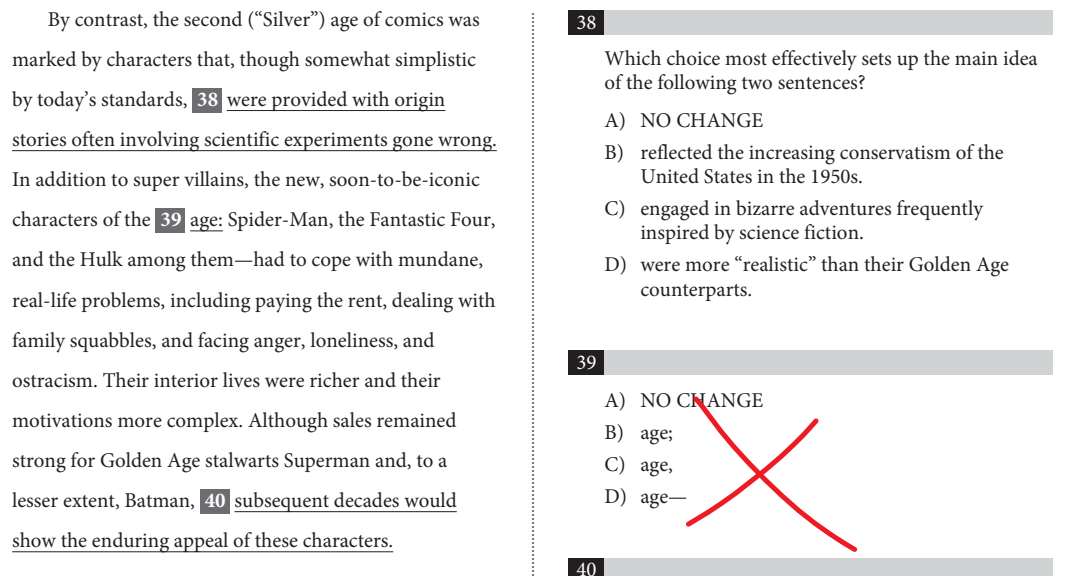 By contrast, the second (“Silver”) age of comics was
marked by characters that, though somewhat simplistic
by today’s standards, 38 were provided with origin
stories often involving scientific experiments gone wrong.
In addition to super villains, the new, soon-to-be-iconic
characters of the 39 age: Spider-Man, the Fantastic Four,
and the Hulk among them—had to cope with mundane,
real-life problems, including paying the rent, dealing with
family squabbles, and facing anger, loneliness, and
ostracism. Their interior lives were richer and their
motivations more complex. Although sales remained
strong for Golden Age stalwarts Superman and, to a
lesser extent, Batman, 40 subsequent decades would
show the enduring appeal of these characters.
38
Which choice most effectively sets up the main idea
of the following two sentences?
A) NO CHANGE
B) reflected the increasing conservatism of the
United States in the 1950s.
C) engaged in bizarre adventures frequently
inspired by science fiction.
D) were more “realistic” than their Golden Age
counterparts.
39
A) NO CHANGE
B) age;
C) age,
D) age—
40